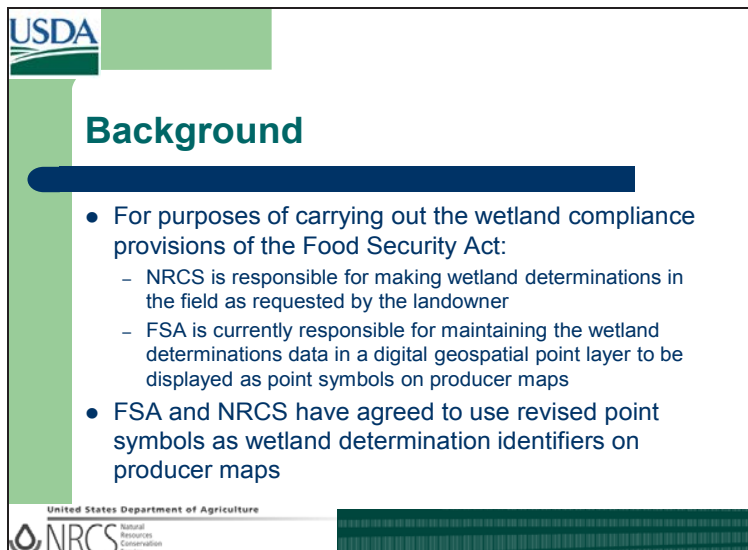 USDA
Background
● For purposes of carrying out the wetland compliance
provisions of the Food Security Act:
– NRCS is responsible for making wetland determinations in
the field as requested by the landowner
– FSA is currently responsible for maintaining the wetland
determinations data in a digital geospatial point layer to be
displayed as point symbols on producer maps
● FSA and NRCS have agreed to use revised point
symbols as wetland determination identifiers on
producer maps
United States Department of Agriculture
NRCS
Natural
Resources
Conservation